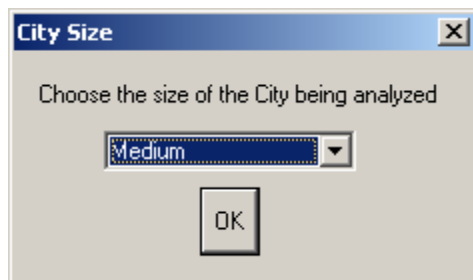 City Size
Choose the size of the City being analyzed
Medium
OK